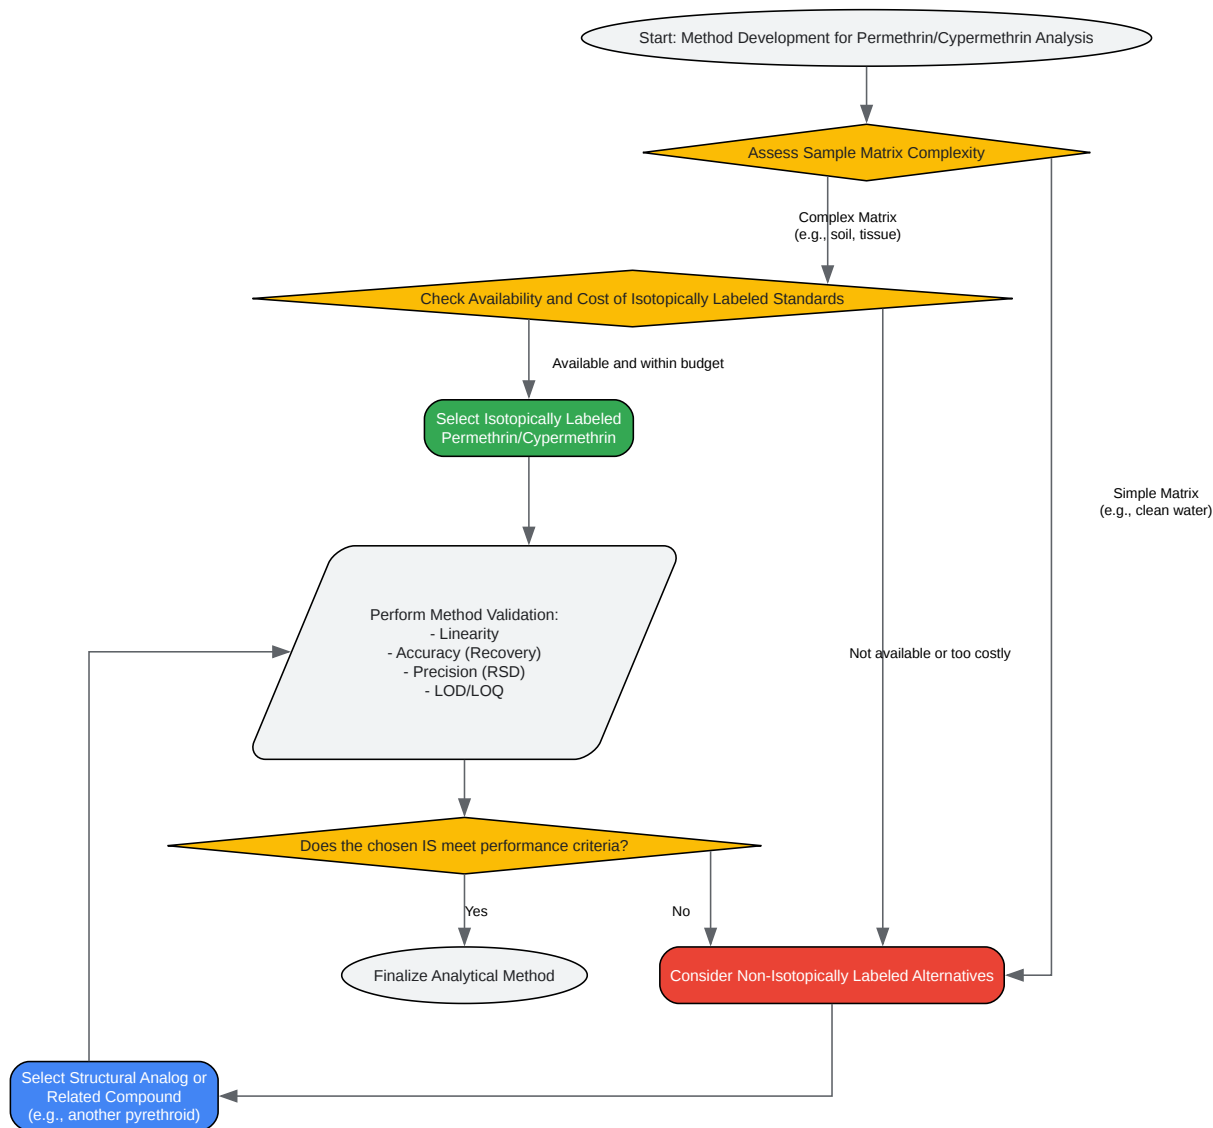 Start: Method Development for Permethrin/Cypermethrin Analysis
Assess Sample Matrix Complexity
Complex Matrix
(e.g., soil, tissue)
Check Availability and Cost of Isotopically Labeled Standards
Available and within budget
Select Isotopically Labeled
Permethrin/Cypermethrin
Simple Matrix
(e.g., clean water)
Perform Method Validation:
- Linearity
- Accuracy (Recovery)
- Precision (RSD)
- LOD/LOQ
Not available or too costly
Does the chosen IS meet performance criteria?
Yes
No
Finalize Analytical Method
Consider Non-Isotopically Labeled Alternatives
Select Structural Analog or
Related Compound
(e.g., another pyrethroid)